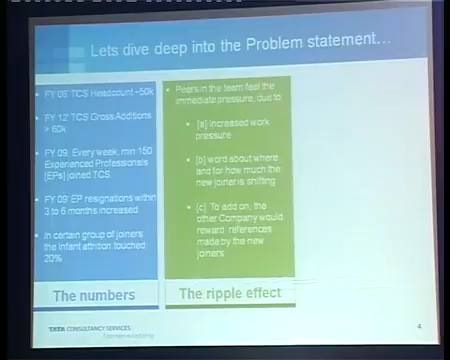 Lets dive deep into the Problem statement...
• FY 06' TCS Headcount ~50k
• FY 12' TCS Gross Additions
> 60k
• FY 09, Every week, min 150
Experienced Professionals
(EPs) joined TCS.
• FY 09' EP resignations within
3 to 6 months increased
• In certain group of joiners
the infant attrition touched
20%
The numbers
• Peers in the team feel the
immediate pressure, due to
• (a) increased work
pressure
• (b) word about where
and for how much the
new joiner is shifting
• (c) To add on, the
other Company would
reward references
made by the new
joiners
The ripple effect
TATA CONSULTANCY SERVICES
4